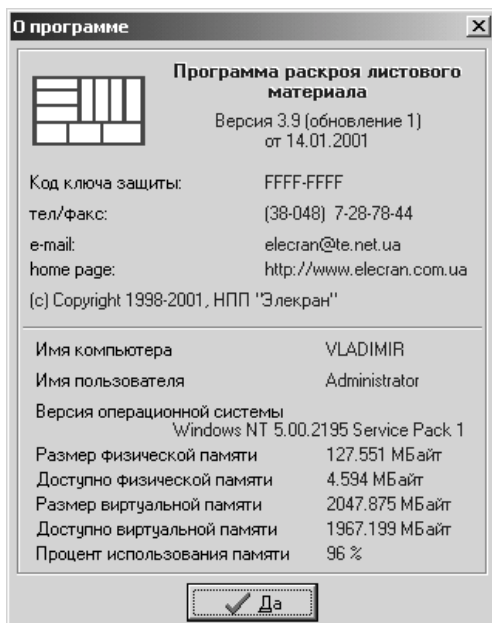 О программе
Программа раскроя листового
материала
Версия 3.9 (обновление 1)
от 14.01.2001
Код ключа защиты: FFFF-FFFF
тел/факс: (38-048) 7-28-78-44
e-mail: elecran@te.net.ua
home page: http://www.elecran.com.ua
(c) Copyright 1998-2001, НПП "Элекран"
Имя компьютера VLADIMIR
Имя пользователя Administrator
Версия операционной системы
Windows NT 5.00.2195 Service Pack 1
Размер физической памяти 127.551 МБайт
Доступно физической памяти 4.594 МБайт
Размер виртуальной памяти 2047.875 МБайт
Доступно виртуальной памяти 1967.199 МБайт
Процент использования памяти 96 %
Да